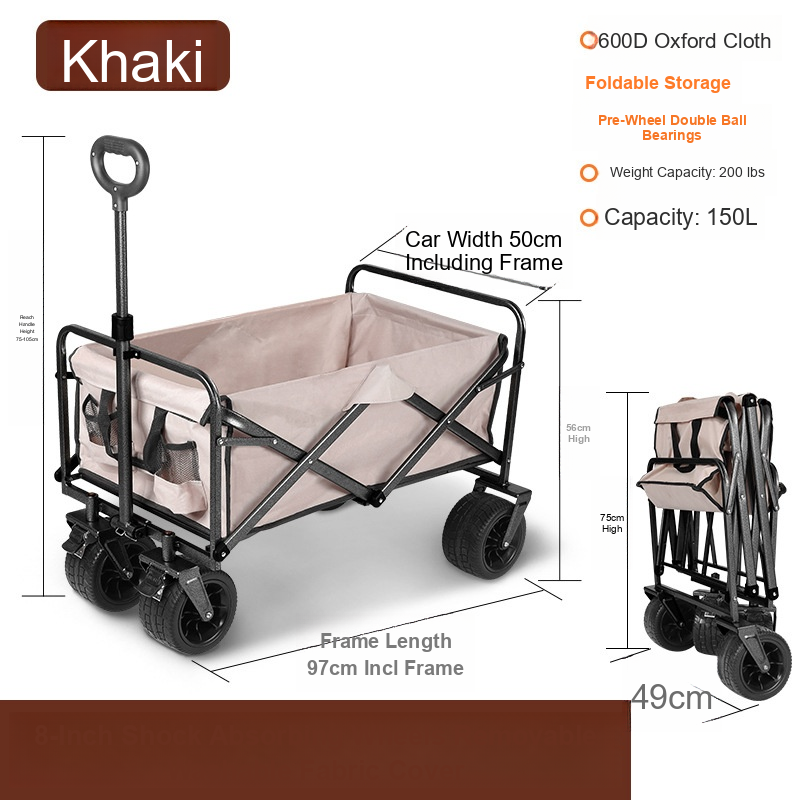 Khaki
600D Oxford Cloth
Foldable Storage
Pre-Wheel Double Ball
Bearings
Weight Capacity: 200 lbs
Capacity: 150L
Car Width 50cm
Including Frame
Reach
Handle
Height
75-105cm
56cm
High
75cm
High
Frame Length
97cm Incl Frame
49cm